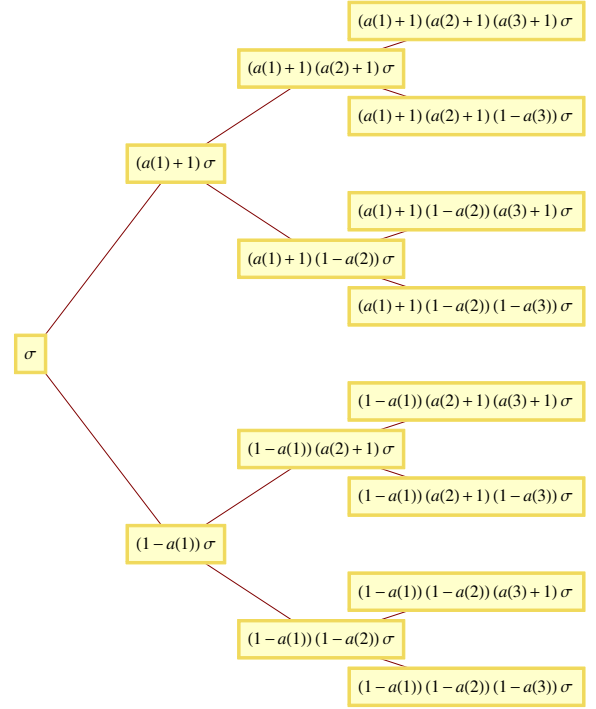 (a(1)+1) (a(2)+1) (a(3)+1) σ
(a(1)+1) (a(2)+1) σ
(a(1)+1) (a(2)+1) (1−a(3)) σ
(a(1)+1) σ
(a(1)+1) (1−a(2)) (a(3)+1) σ
(a(1)+1) (1−a(2)) σ
(a(1)+1) (1−a(2)) (1−a(3)) σ
σ
(1−a(1)) (a(2)+1) (a(3)+1) σ
(1−a(1)) (a(2)+1) σ
(1−a(1)) (a(2)+1) (1−a(3)) σ
(1−a(1)) σ
(1−a(1)) (1−a(2)) (a(3)+1) σ
(1−a(1)) (1−a(2)) σ
(1−a(1)) (1−a(2)) (1−a(3)) σ